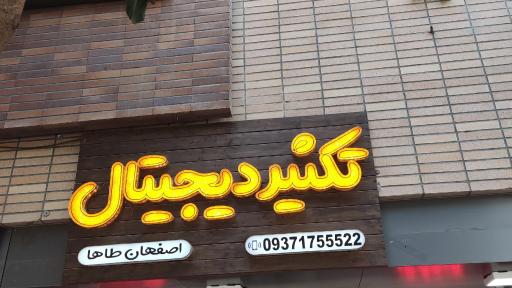 تکثیر دیجیتال
اصفهان طاها
09371755522